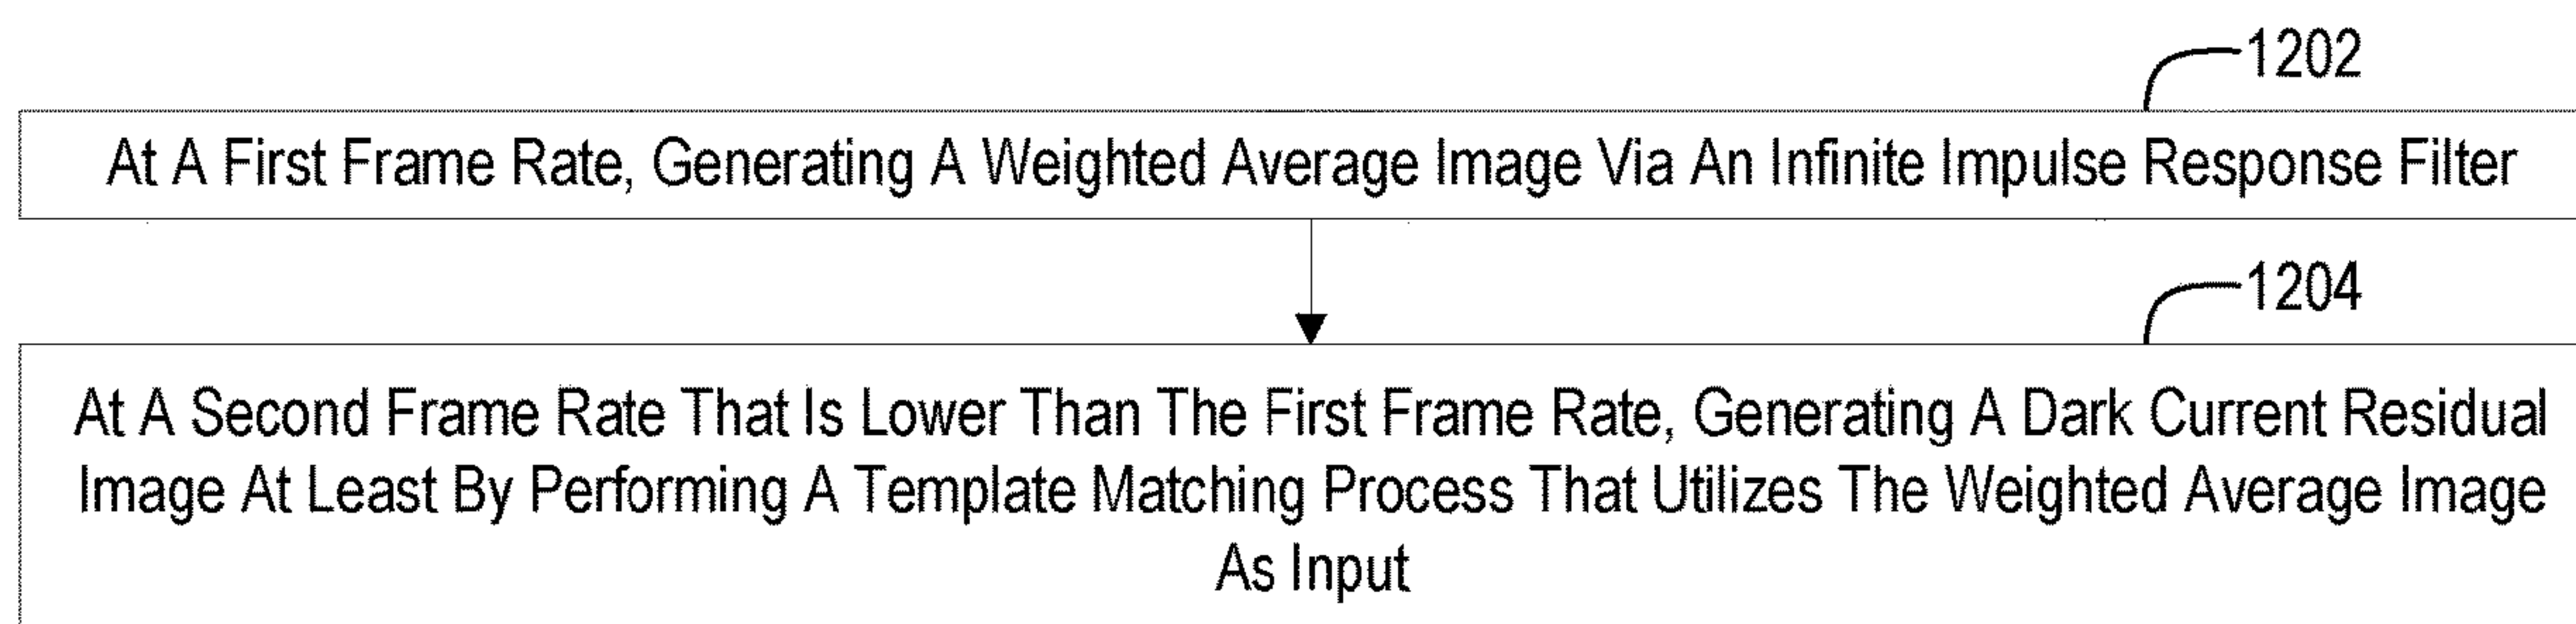 1202
At A First Frame Rate, Generating A Weighted Average Image Via An Infinite Impulse Response Filter
1204
At A Second Frame Rate That Is Lower Than The First Frame Rate, Generating A Dark Current Residual
Image At Least By Performing A Template Matching Process That Utilizes The Weighted Average Image
As Input